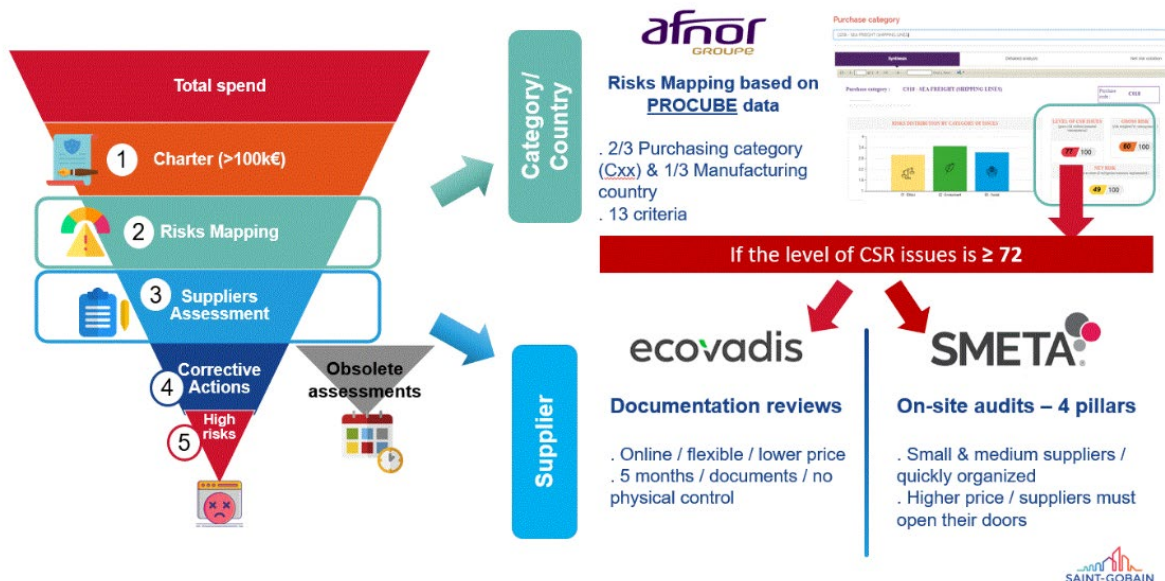 Total spend
1 Charter (>100k€)
2 Risks Mapping
3 Suppliers
Assessment
4 Corrective
Actions
5 High
risks
Obsolete
assessments
Category/
Country
Supplier
afnor
GROUPE
Risks Mapping based on
PROCUBE data
. 2/3 Purchasing category
(Cxx) & 1/3 Manufacturing
country
. 13 criteria
Purchase category
Synthesis
Detailed analysis
Purchase category : C918 - SEA FREIGHT (SHIPPING LINES)
RISKS DISTRIBUTION BY CATEGORY OF ISSUES
LEVEL OF CSR ISSUES
77 100
GROSS RISK
60 100
NET RISK
49 100
If the level of CSR issues is ≥ 72
ecovadis
Documentation reviews
. Online / flexible / lower price
. 5 months / documents / no
physical control
SMETA
On-site audits – 4 pillars
. Small & medium suppliers /
quickly organized
. Higher price / suppliers must
open their doors
SAINT-GOBAIN